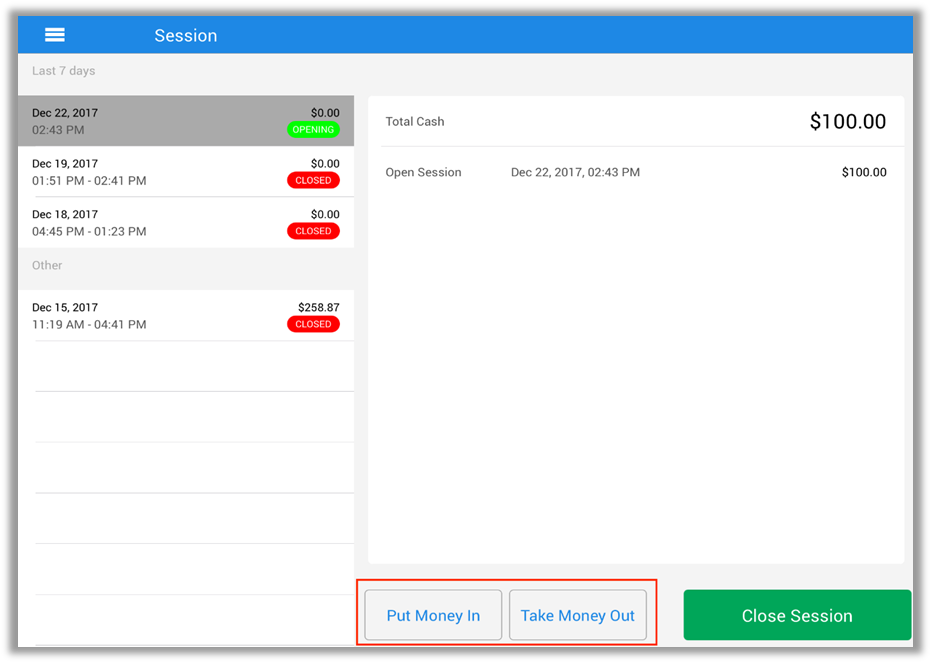 Session
Last 7 days
Dec 22, 2017 $0.00
02:43 PM OPENING
Dec 19, 2017 $0.00
01:51 PM - 02:41 PM CLOSED
Dec 18, 2017 $0.00
04:45 PM - 01:23 PM CLOSED
Other
Dec 15, 2017 $258.87
11:19 AM - 04:41 PM CLOSED
Total Cash $100.00
Open Session Dec 22, 2017, 02:43 PM $100.00
Put Money In Take Money Out Close Session